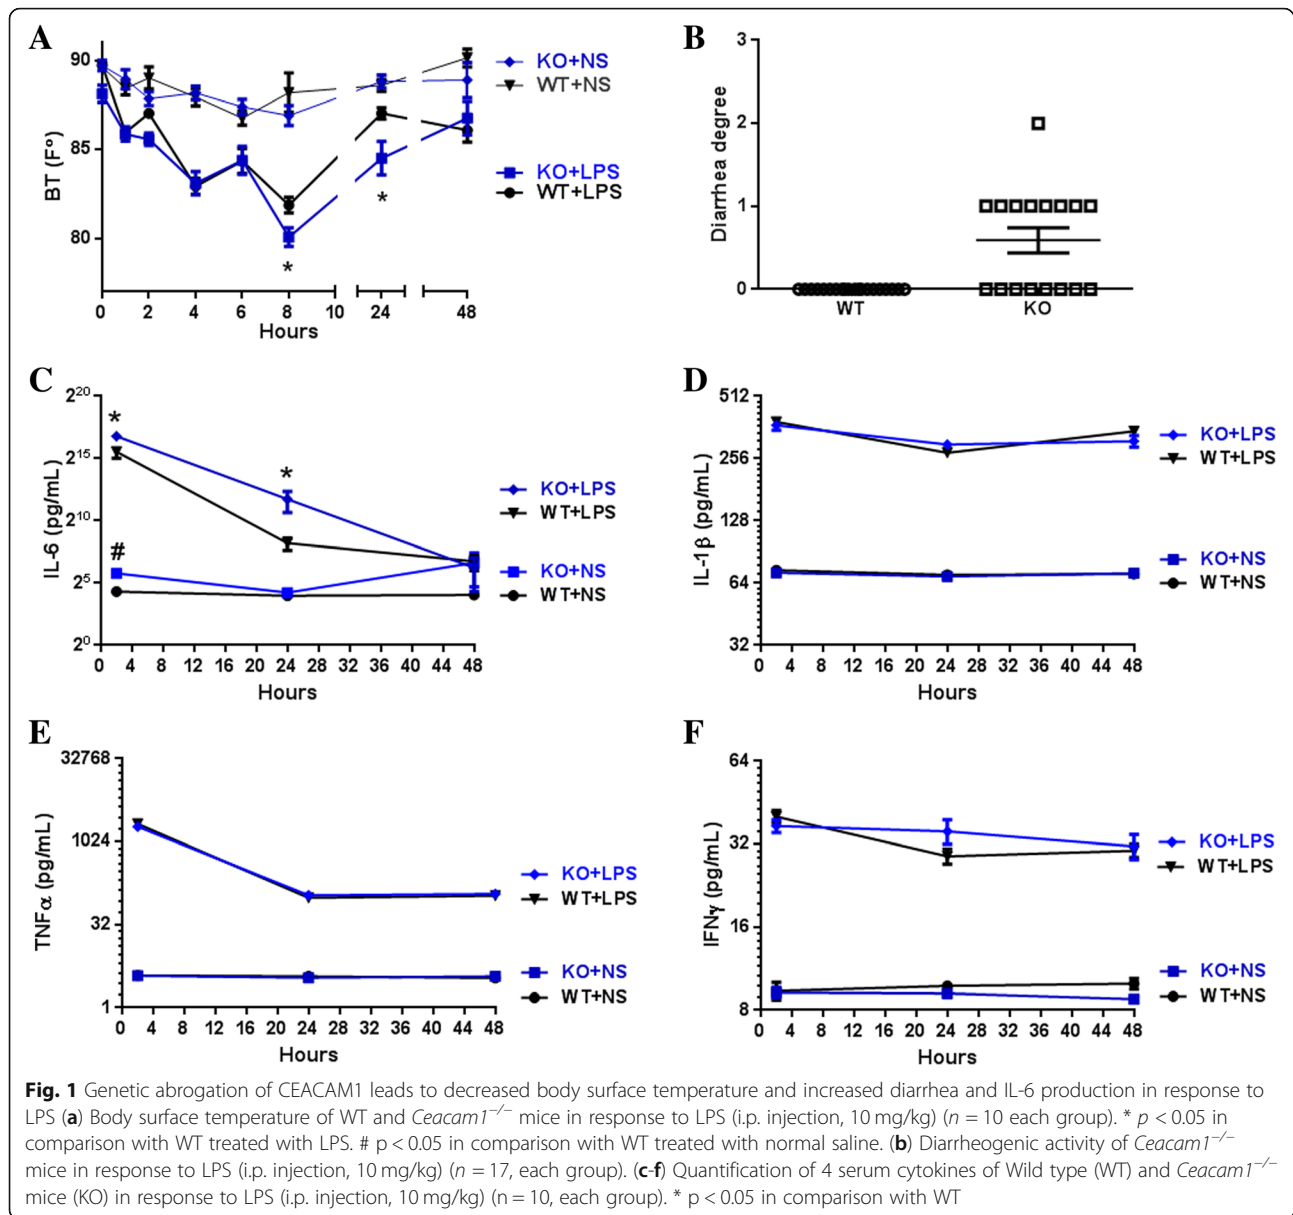 A
90
85
80
BT (F°)
0 2 4 6 8 10 24 48
Hours
*
*
KO+NS
WT+NS
KO+LPS
WT+LPS
B
3
2
1
0
Diarrhea degree
WT KO
C
2^20
2^15
2^10
2^5
2^0
IL-6 (pg/mL)
*
*
#
0 4 8 12 16 20 24 28 32 36 40 44 48
Hours
KO+LPS
WT+LPS
KO+NS
WT+NS
D
512
256
128
64
32
IL-1β (pg/mL)
0 4 8 12 16 20 24 28 32 36 40 44 48
Hours
KO+LPS
WT+LPS
KO+NS
WT+NS
E
32768
1024
32
1
TNFα (pg/mL)
0 4 8 12 16 20 24 28 32 36 40 44 48
Hours
KO+LPS
WT+LPS
KO+NS
WT+NS
F
64
32
16
8
IFNγ (pg/mL)
0 4 8 12 16 20 24 28 32 36 40 44 48
Hours
KO+LPS
WT+LPS
KO+NS
WT+NS
Fig. 1 Genetic abrogation of CEACAM1 leads to decreased body surface temperature and increased diarrhea and IL-6 production in response to
LPS (a) Body surface temperature of WT and Ceacam1−/− mice in response to LPS (i.p. injection, 10 mg/kg) (n = 10 each group). * p < 0.05 in
comparison with WT treated with LPS. # p < 0.05 in comparison with WT treated with normal saline. (b) Diarrheogenic activity of Ceacam1−/−
mice in response to LPS (i.p. injection, 10 mg/kg) (n = 17, each group). (c-f) Quantification of 4 serum cytokines of Wild type (WT) and Ceacam1−/−
mice (KO) in response to LPS (i.p. injection, 10 mg/kg) (n = 10, each group). * p < 0.05 in comparison with WT